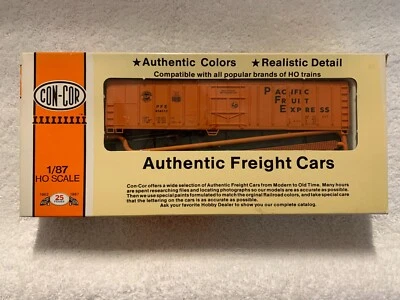 ★Authentic Colors ★Realistic Detail
Compatible with all popular brands of HO trains
CON-COR
PFE
PACIFIC
FRUIT
EXPRESS
1/87
HO SCALE
25
Authentic Freight Cars
Con-Cor offers a wide selection of Authentic Freight Cars from Modern to Old Time. Many hours
are spent researching files and locating photographs so our models are as accurate as possible.
Then we use special paints formulated to match the original Railroad colors, and take special care
that the lettering on the cars is as accurate as possible.
Ask your favorite Hobby Dealer to show you our complete catalog.